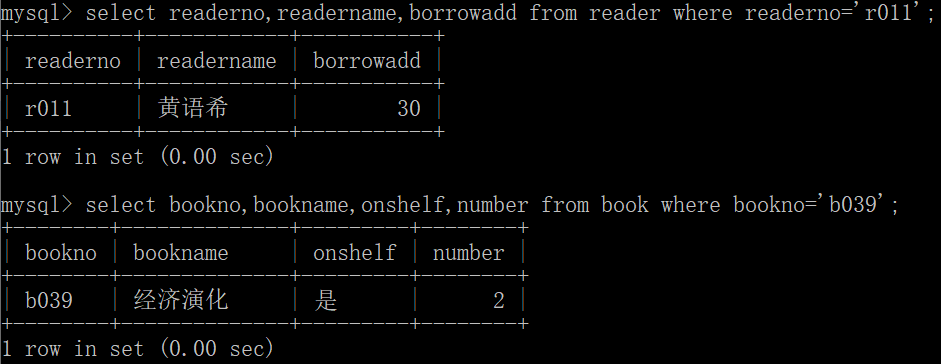 mysql> select readerno,readername,borrowadd from reader where readerno='r011';
+----------+------------+-----------+
| readerno | readername | borrowadd |
+----------+------------+-----------+
| r011     | 黄语希     |        30 |
+----------+------------+-----------+
1 row in set (0.00 sec)
mysql> select bookno,bookname,onshelf,number from book where bookno='b039';
+--------+--------------+---------+--------+
| bookno | bookname     | onshelf | number |
+--------+--------------+---------+--------+
| b039   | 经济演化     | 是      |      2 |
+--------+--------------+---------+--------+
1 row in set (0.00 sec)